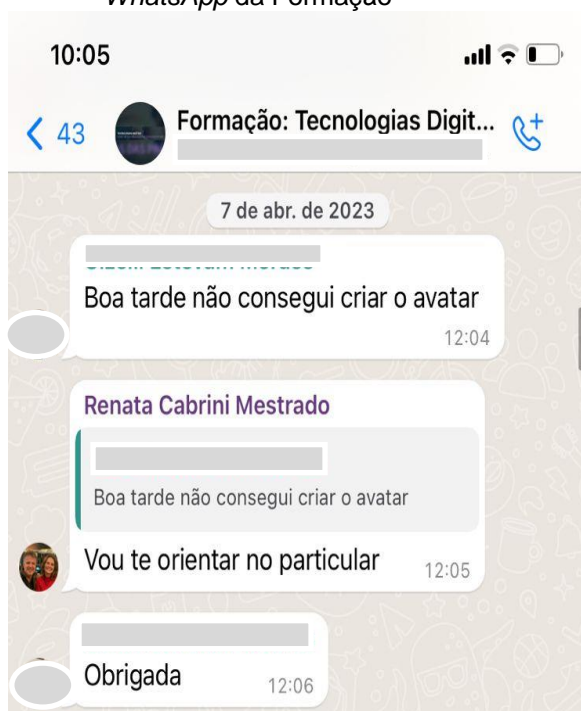 WhatsApp da Formação
10:05
43
Formação: Tecnologias Digit...
7 de abr. de 2023
Boa tarde não consegui criar o avatar
12:04
Renata Cabrini Mestrado
Boa tarde não consegui criar o avatar
Vou te orientar no particular
12:05
Obrigada
12:06